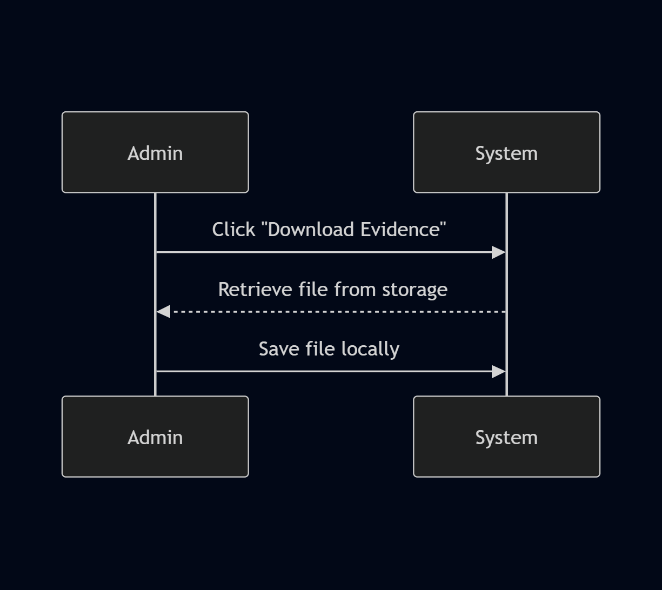 Admin
System
Click "Download Evidence"
Retrieve file from storage
Save file locally
Admin
System